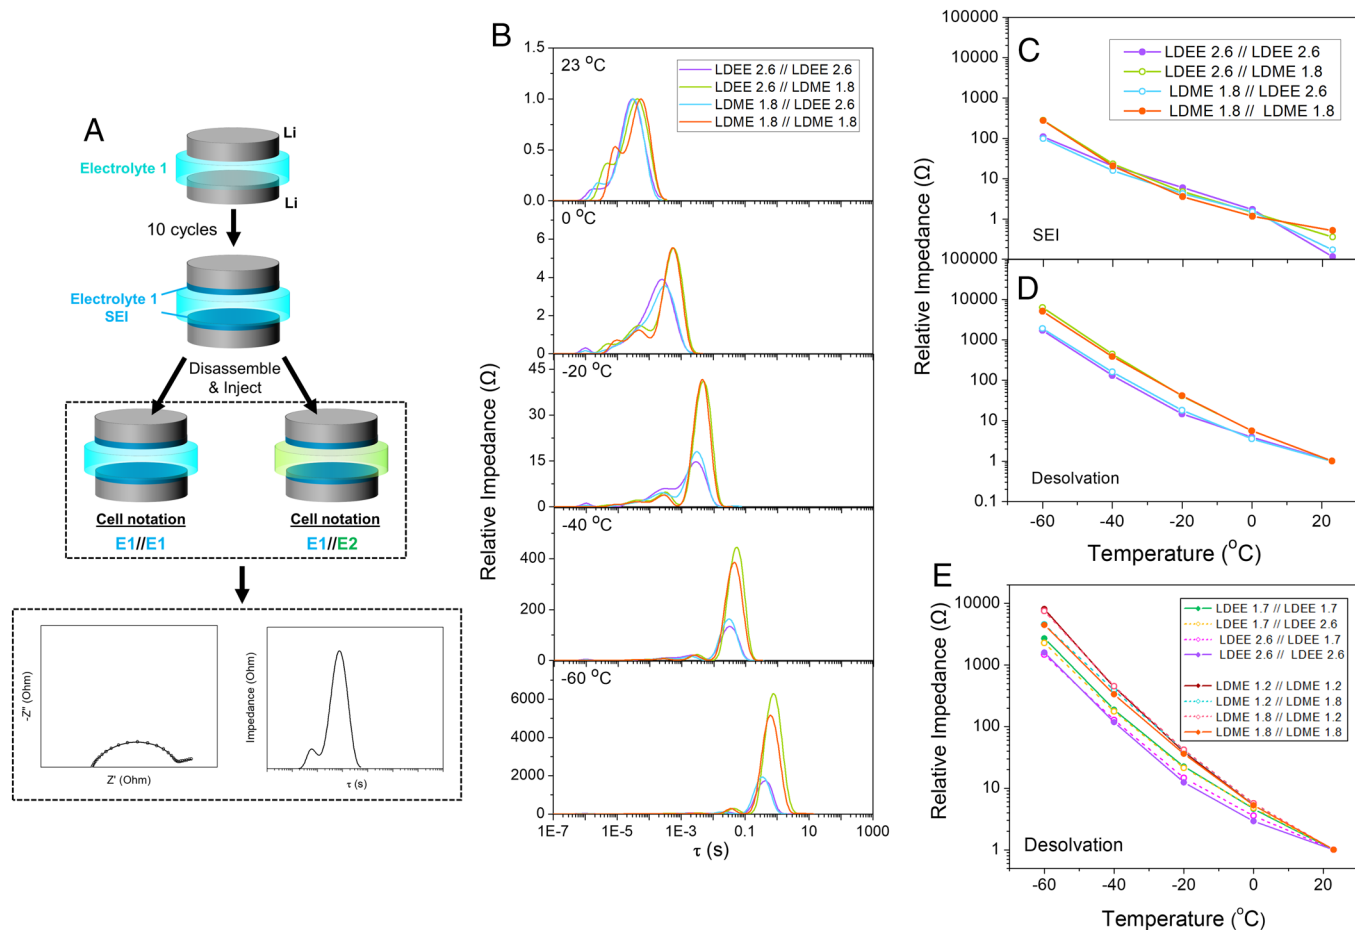 A
Li
Electrolyte 1
Li
10 cycles
Electrolyte 1
SEI
Disassemble
& Inject
Cell notation
E1//E1
Cell notation
E1//E2
-Z" (Ohm)
Z' (Ohm)
Impedance (Ohm)
τ (s)
B
23 °C
LDEE 2.6 // LDEE 2.6
LDEE 2.6 // LDME 1.8
LDME 1.8 // LDEE 2.6
LDME 1.8 // LDME 1.8
1.5
1.0
0.5
0.0
0 °C
6
4
2
0
-20 °C
45
30
15
0
-40 °C
400
200
0
-60 °C
6000
4000
2000
0
Relative Impedance (Ω)
1E-7
1E-5
1E-3
0.1
10
1000
τ (s)
C
LDEE 2.6 // LDEE 2.6
LDEE 2.6 // LDME 1.8
LDME 1.8 // LDEE 2.6
LDME 1.8 // LDME 1.8
100000
10000
1000
100
10
1
SEI
Relative Impedance (Ω)
D
100000
10000
1000
100
10
1
0.1
Desolvation
-60
-40
-20
0
20
Temperature (°C)
E
LDEE 1.7 // LDEE 1.7
LDEE 1.7 // LDEE 2.6
LDEE 2.6 // LDEE 1.7
LDEE 2.6 // LDEE 2.6
LDME 1.2 // LDME 1.2
LDME 1.2 // LDME 1.8
LDME 1.8 // LDME 1.2
LDME 1.8 // LDME 1.8
10000
1000
100
10
1
Relative Impedance (Ω)
Desolvation
-60
-40
-20
0
20
Temperature (°C)